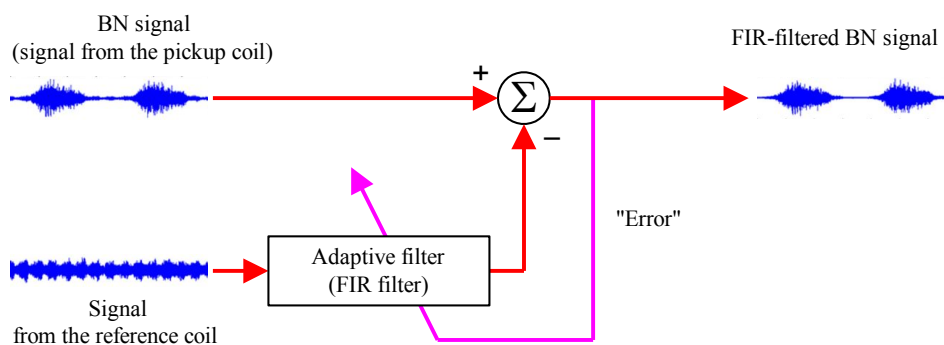 BN signal
(signal from the pickup coil)
FIR-filtered BN signal
+
Σ
−
"Error"
Adaptive filter
(FIR filter)
Signal
from the reference coil